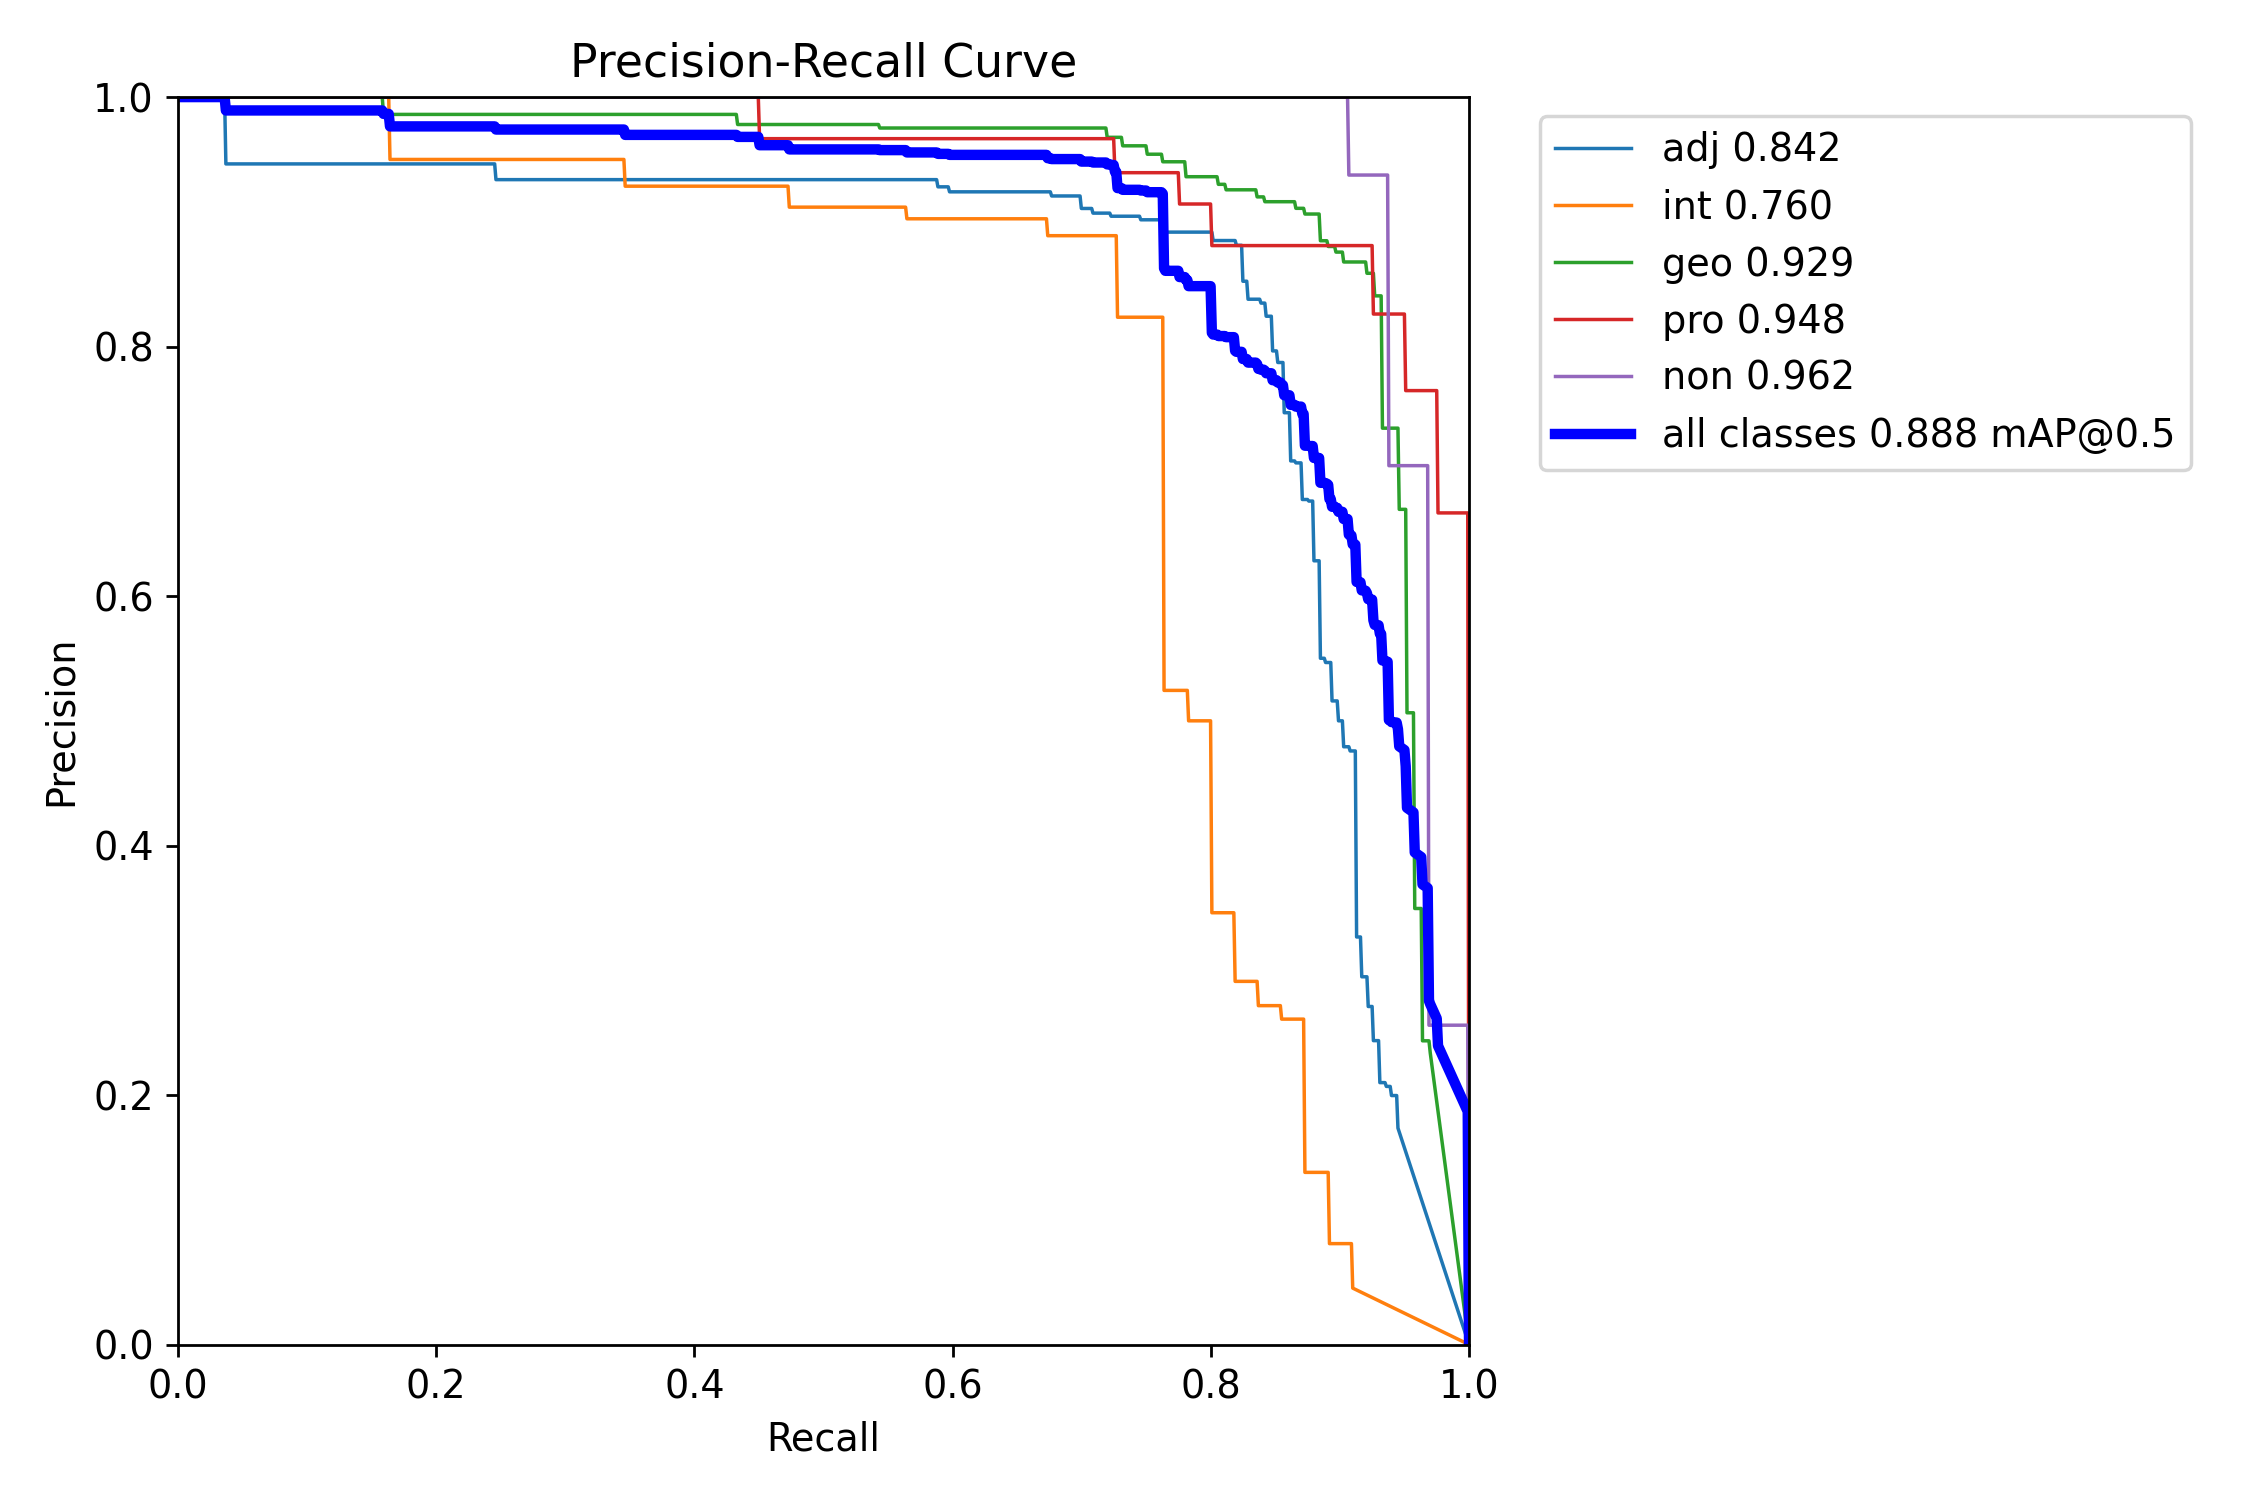 Precision-Recall Curve
1.0
0.8
0.6
0.4
0.2
0.0
Precision
0.0 0.2 0.4 0.6 0.8 1.0
Recall
adj 0.842
int 0.760
geo 0.929
pro 0.948
non 0.962
all classes 0.888 mAP@0.5